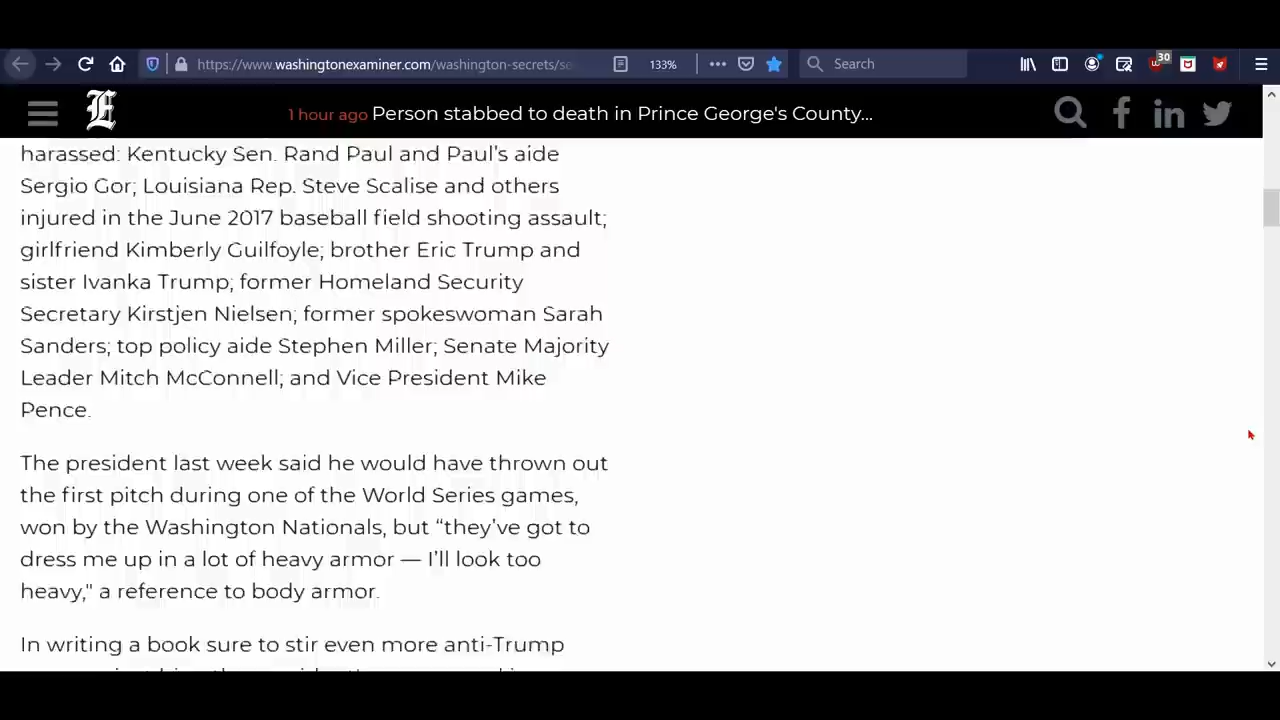 https://www.washingtonexaminer.com/washington-secrets/se
133%
Search
30
E
1 hour ago Person stabbed to death in Prince George's County...
harassed: Kentucky Sen. Rand Paul and Paul’s aide
Sergio Gor; Louisiana Rep. Steve Scalise and others
injured in the June 2017 baseball field shooting assault;
girlfriend Kimberly Guilfoyle; brother Eric Trump and
sister Ivanka Trump; former Homeland Security
Secretary Kirstjen Nielsen; former spokeswoman Sarah
Sanders; top policy aide Stephen Miller; Senate Majority
Leader Mitch McConnell; and Vice President Mike
Pence.
The president last week said he would have thrown out
the first pitch during one of the World Series games,
won by the Washington Nationals, but “they’ve got to
dress me up in a lot of heavy armor — I’ll look too
heavy," a reference to body armor.
In writing a book sure to stir even more anti-Trump